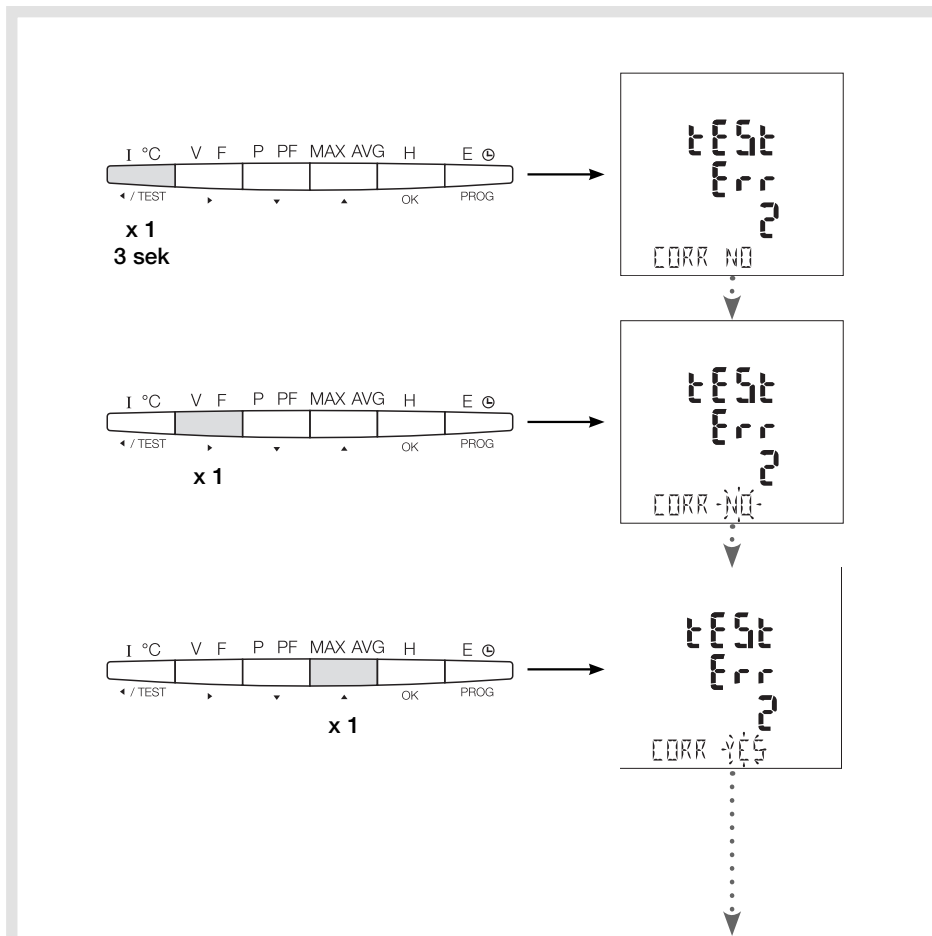 I °C V F P PF MAX AVG H E
/ TEST OK PROG
x 1
3 sek
tESt
Err
2
CORR NO
I °C V F P PF MAX AVG H E
/ TEST OK PROG
x 1
tESt
Err
2
CORR NO
I °C V F P PF MAX AVG H E
/ TEST OK PROG
x 1
tESt
Err
2
CORR YES